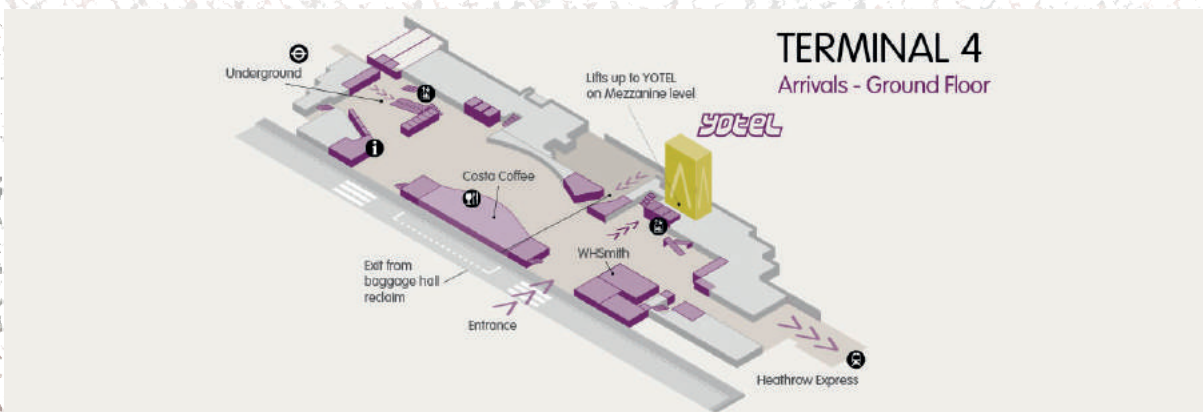 TERMINAL 4
Arrivals - Ground Floor
Underground
Lifts up to YOTEL
on Mezzanine level
YOTEL
Costa Coffee
WHSmith
Exit from
baggage hall
reclaim
Entrance
Heathrow Express